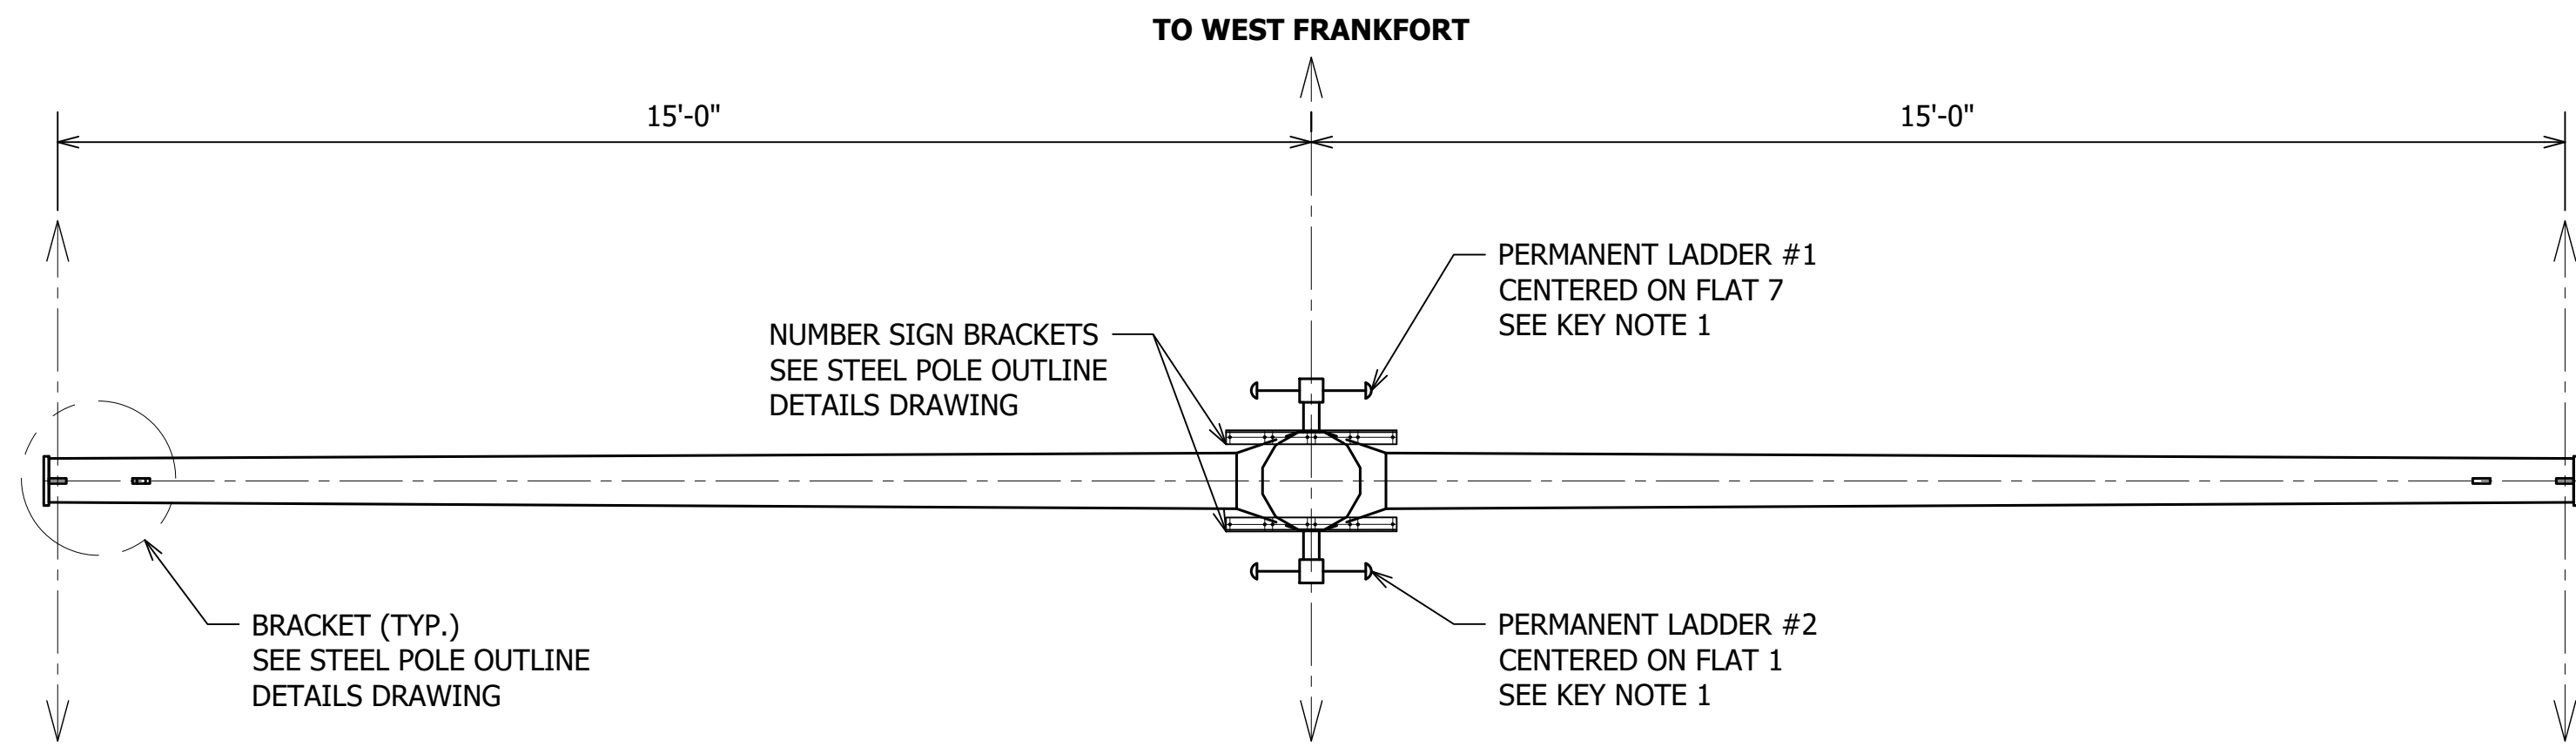 TO WEST FRANKFORT
15'-0"
15'-0"
PERMANENT LADDER #1
CENTERED ON FLAT 7
SEE KEY NOTE 1
NUMBER SIGN BRACKETS
SEE STEEL POLE OUTLINE
DETAILS DRAWING
BRACKET (TYP.)
SEE STEEL POLE OUTLINE
DETAILS DRAWING
PERMANENT LADDER #2
CENTERED ON FLAT 1
SEE KEY NOTE 1